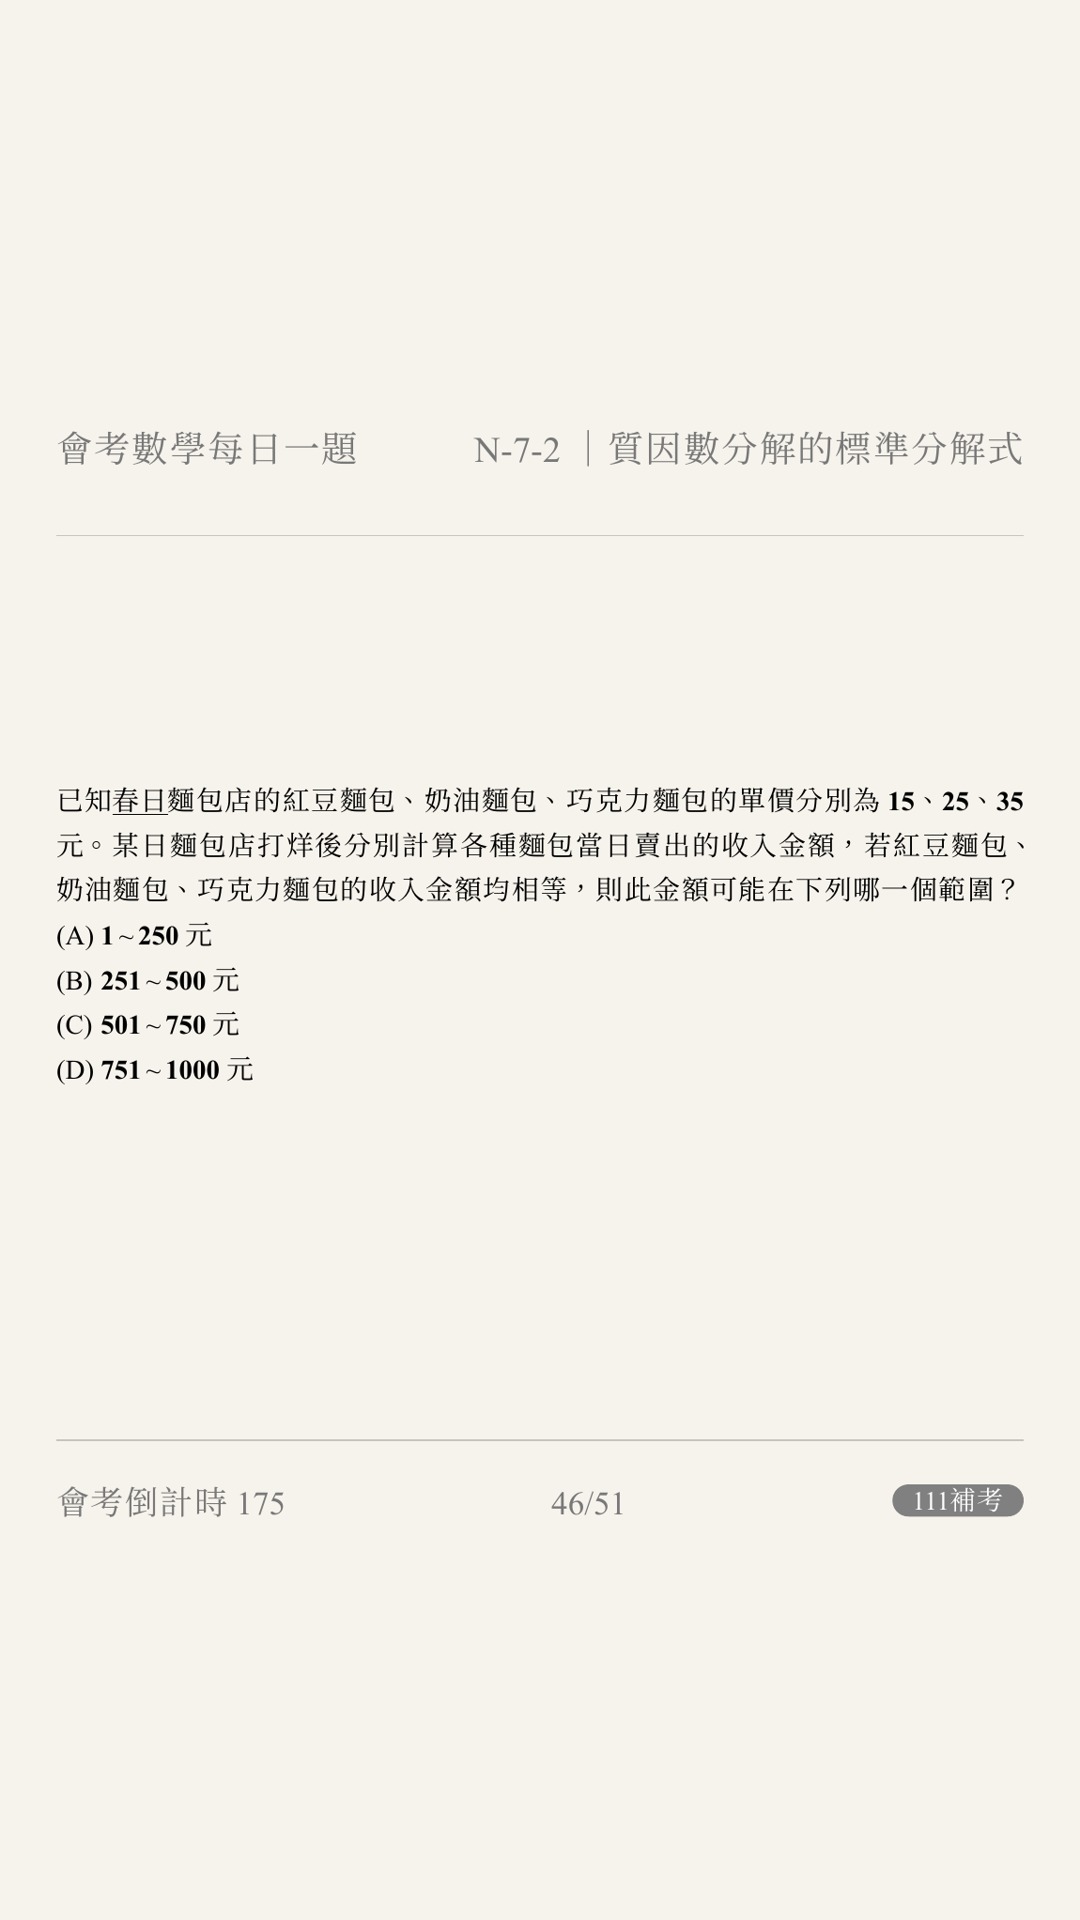 會考數學每日一題
N-7-2｜質因數分解的標準分解式
已知春日麵包店的紅豆麵包、奶油麵包、巧克力麵包的單價分別為 15、25、35
元。某日麵包店打烊後分別計算各種麵包當日賣出的收入金額，若紅豆麵包、
奶油麵包、巧克力麵包的收入金額均相等，則此金額可能在下列哪一個範圍？
(A) 1 ~ 250 元
(B) 251 ~ 500 元
(C) 501 ~ 750 元
(D) 751 ~ 1000 元
會考倒計時 175
46/51
111補考